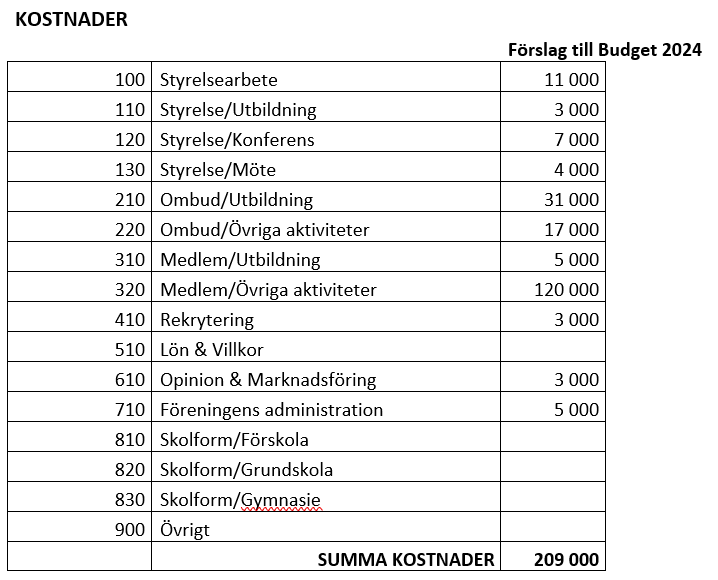 KOSTNADER
Förslag till Budget 2024
100 Styrelsearbete 11 000
110 Styrelse/Utbildning 3 000
120 Styrelse/Konferens 7 000
130 Styrelse/Möte 4 000
210 Ombud/Utbildning 31 000
220 Ombud/Övriga aktiviteter 17 000
310 Medlem/Utbildning 5 000
320 Medlem/Övriga aktiviteter 120 000
410 Rekrytering 3 000
510 Lön & Villkor
610 Opinion & Marknadsföring 3 000
710 Föreningens administration 5 000
810 Skolform/Förskola
820 Skolform/Grundskola
830 Skolform/Gymnasie
900 Övrigt
SUMMA KOSTNADER 209 000